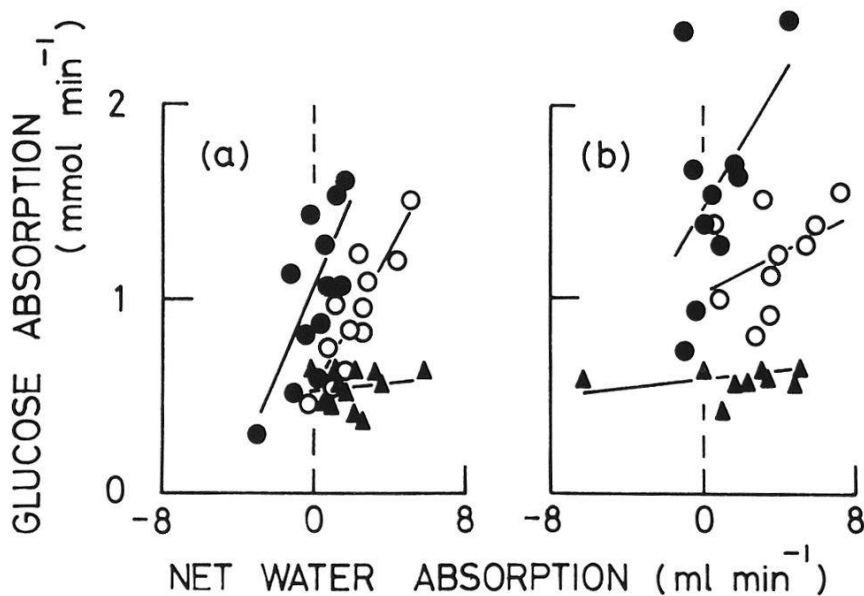 GLUCOSE ABSORPTION
(mmol min⁻¹)
2
1
0
(a)
(b)
-8
0
8
-8
0
8
NET WATER ABSORPTION (ml min⁻¹)